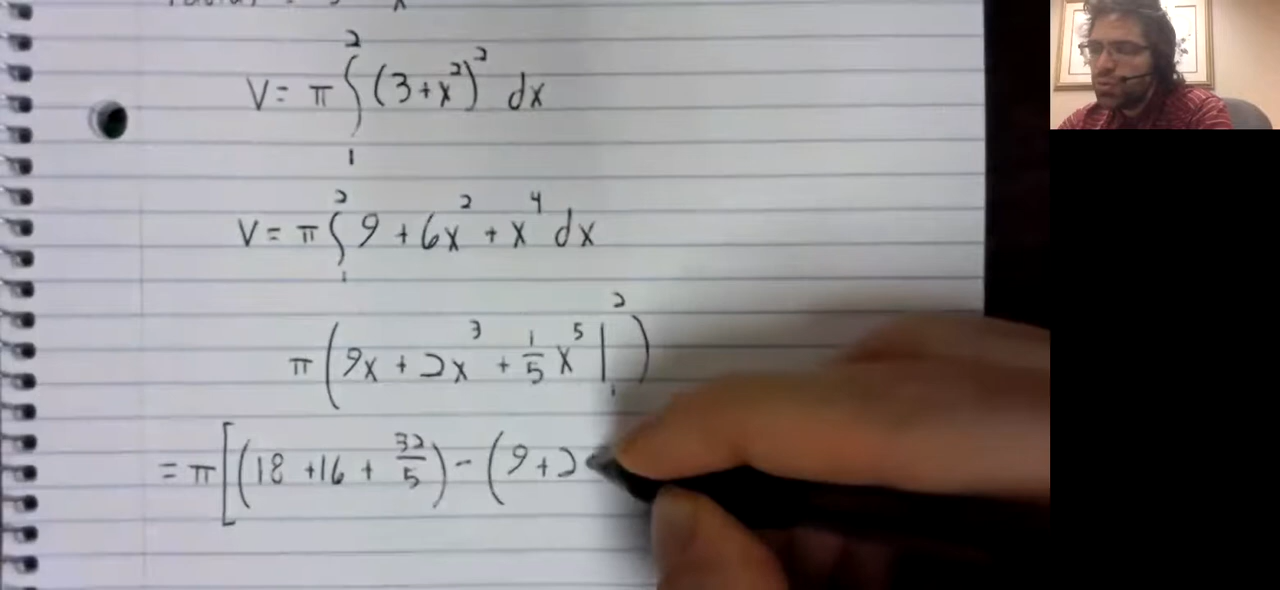 V = π ∫₁² (3+x²)² dx
V = π ∫₁² 9 + 6x² + x⁴ dx
π (9x + 2x³ + 1/5 x⁵ |₁²)
= π [(18 + 16 + 32/5) - (9 + 2